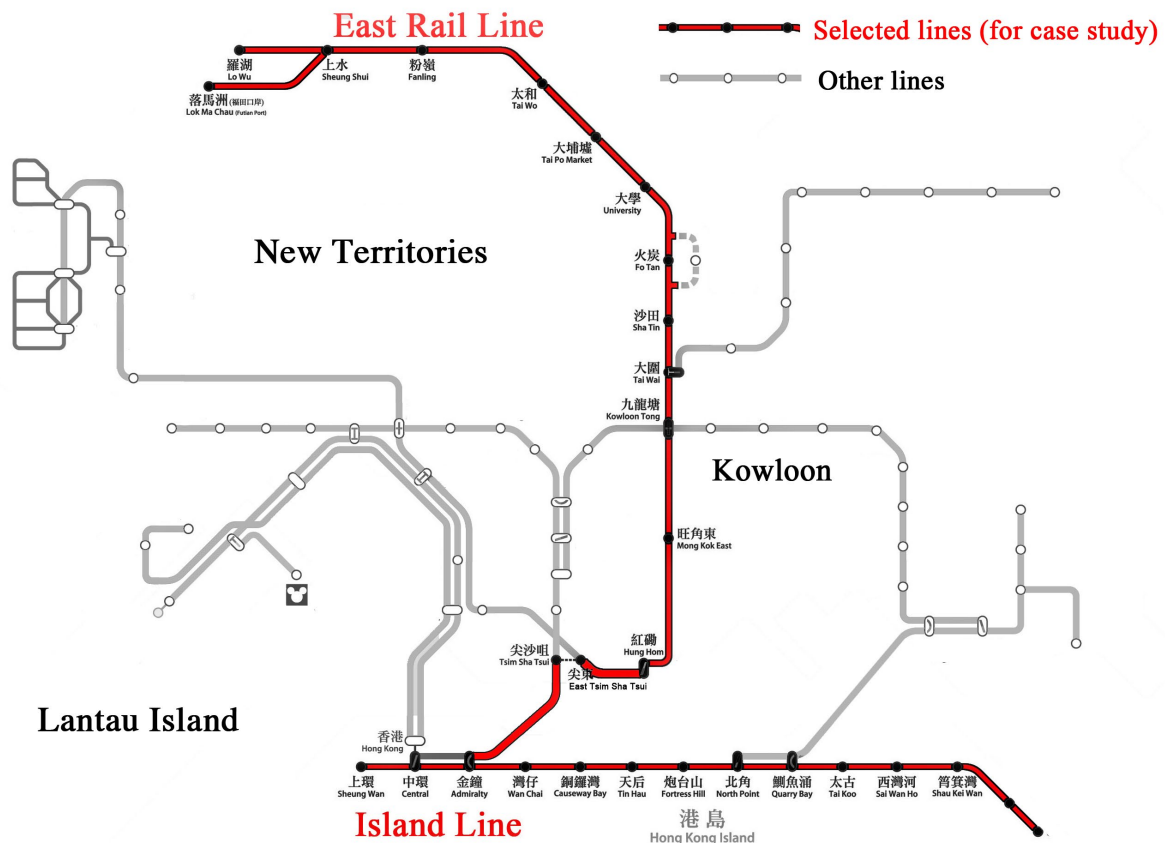 East Rail Line
Selected lines (for case study)
Other lines
羅湖
Lo Wu
上水
Sheung Shui
粉嶺
Fanling
落馬洲(福田口岸)
Lok Ma Chau (Futian Port)
太和
Tai Wo
大埔墟
Tai Po Market
大學
University
New Territories
火炭
Fo Tan
沙田
Sha Tin
大圍
Tai Wai
九龍塘
Kowloon Tong
Kowloon
旺角東
Mong Kok East
紅磡
Hung Hom
尖沙咀
Tsim Sha Tsui
尖東
East Tsim Sha Tsui
Lantau Island
香港
Hong Kong
上環
Sheung Wan
中環
Central
金鐘
Admiralty
灣仔
Wan Chai
銅鑼灣
Causeway Bay
天后
Tin Hau
炮台山
Fortress Hill
北角
North Point
鰂魚涌
Quarry Bay
太古
Tai Koo
西灣河
Sai Wan Ho
筲箕灣
Shau Kei Wan
Island Line
港島
Hong Kong Island